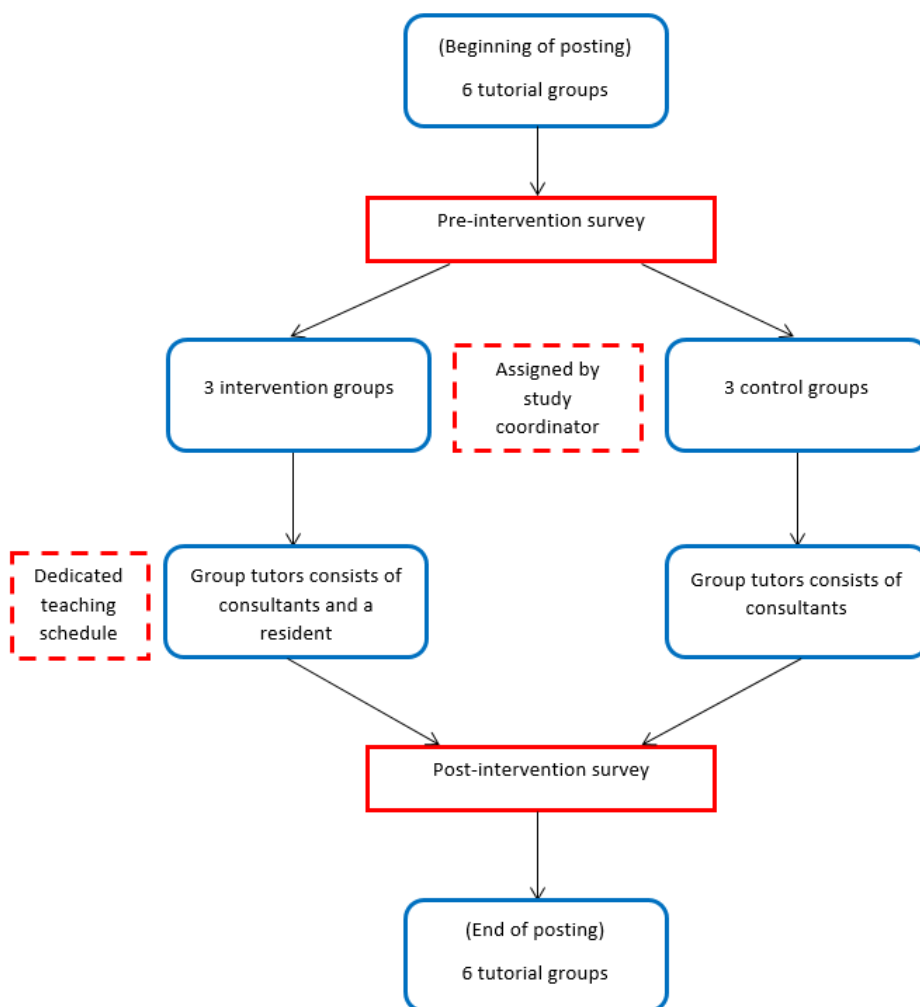 (Beginning of posting)
6 tutorial groups
Pre-intervention survey
3 intervention groups
Assigned by
study
coordinator
3 control groups
Dedicated
teaching
schedule
Group tutors consists of
consultants and a
resident
Group tutors consists of
consultants
Post-intervention survey
(End of posting)
6 tutorial groups